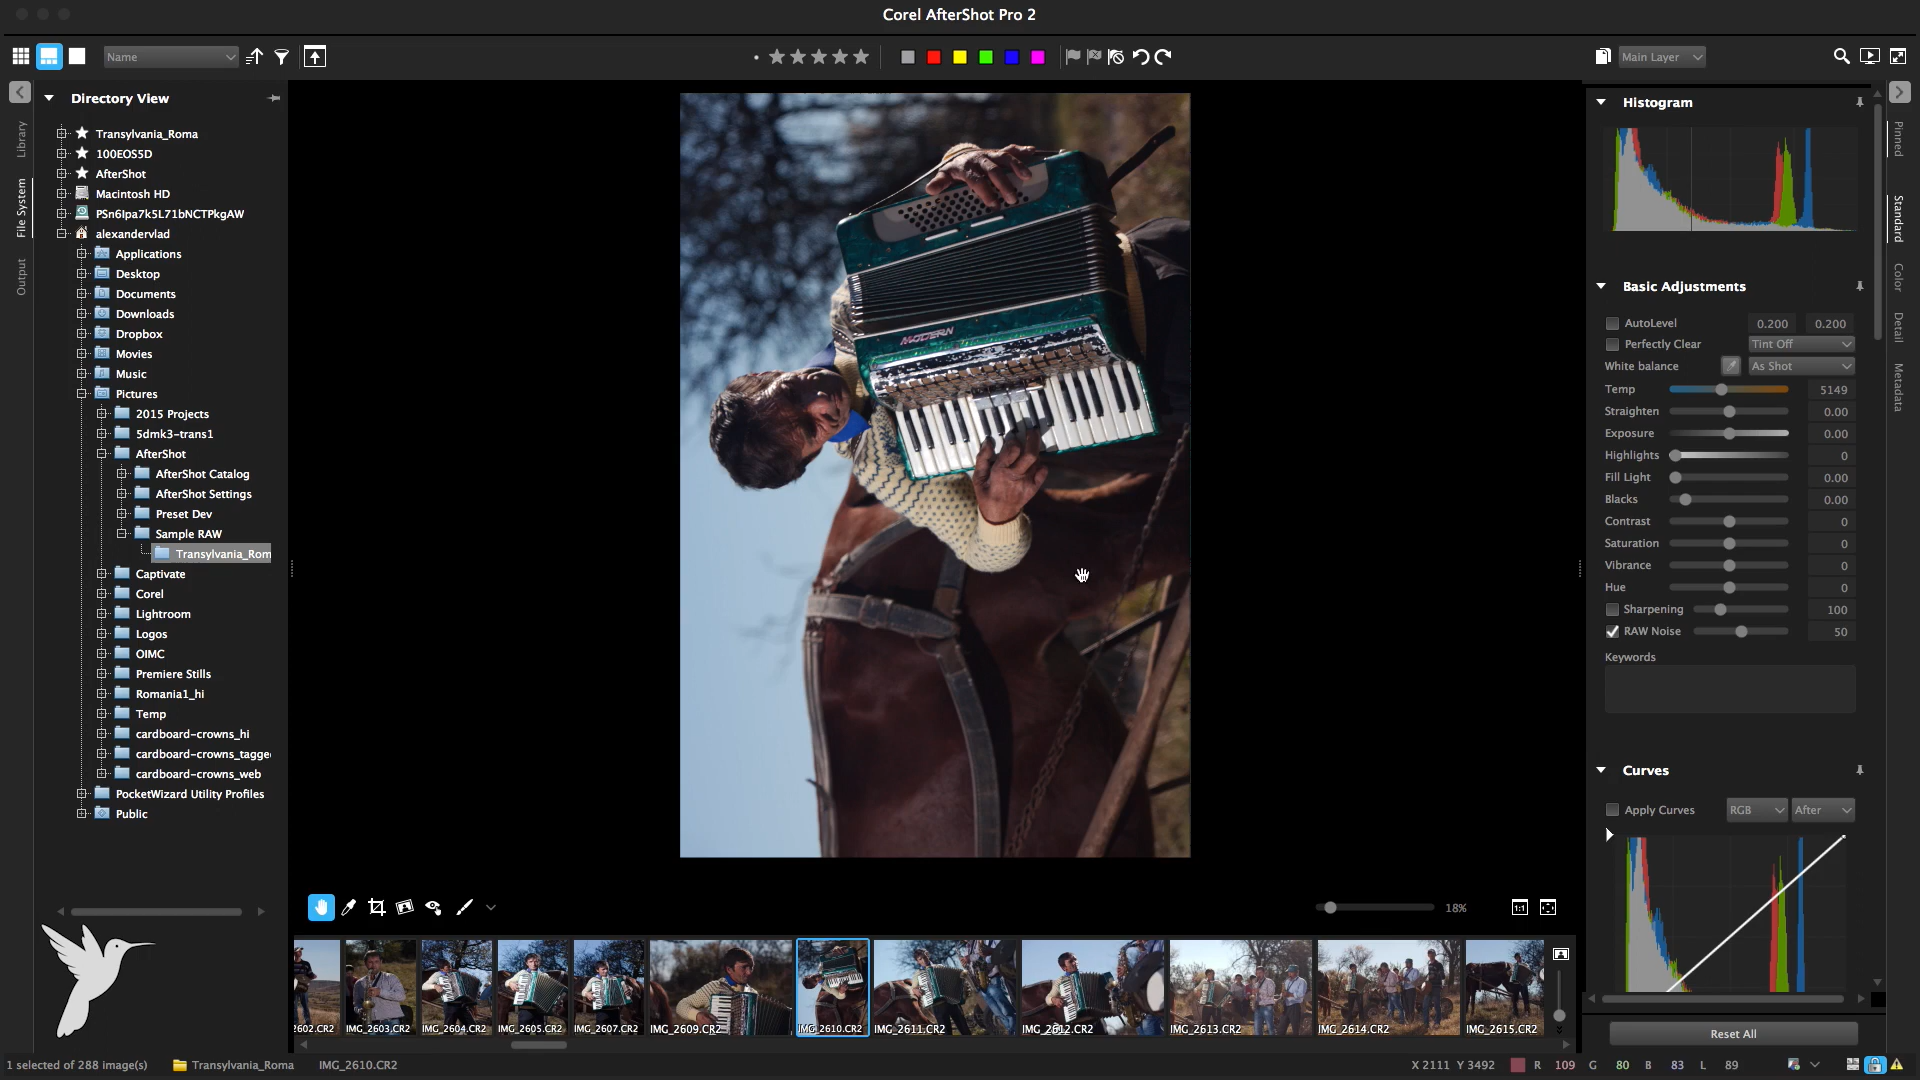 Corel AfterShot Pro 2
Name
Main Layer
Library
File System
Output
Directory View
Transylvania_Roma
100EOS5D
AfterShot
Macintosh HD
PSn6Ipa7k5L71bNCTPkgAW
alexandervlad
Applications
Desktop
Documents
Downloads
Dropbox
Movies
Music
Pictures
2015 Projects
5dmk3-trans1
AfterShot
AfterShot Catalog
AfterShot Settings
Preset Dev
Sample RAW
Transylvania_Rom
Captivate
Corel
Lightroom
Logos
OIMC
Premiere Stills
Romania1_hi
Temp
cardboard-crowns_hi
cardboard-crowns_tagge
cardboard-crowns_web
PocketWizard Utility Profiles
Public
MODERN
18%
1:1
2602.CR2
IMG_2603.CR2
IMG_2604.CR2
IMG_2605.CR2
IMG_2607.CR2
IMG_2609.CR2
IMG_2610.CR2
IMG_2611.CR2
IMG_2612.CR2
IMG_2613.CR2
IMG_2614.CR2
IMG_2615.CR2
Histogram
Basic Adjustments
AutoLevel 0.200 0.200
Perfectly Clear Tint Off
White balance As Shot
Temp 5149
Straighten 0.00
Exposure 0.00
Highlights 0
Fill Light 0.00
Blacks 0.00
Contrast 0
Saturation 0
Vibrance 0
Hue 0
Sharpening 100
RAW Noise 50
Keywords
Curves
Apply Curves RGB After
Reset All
Pinned
Standard
Color
Detail
Metadata
1 selected of 288 image(s) Transylvania_Roma IMG_2610.CR2
X 2111 Y 3492 R 109 G 80 B 83 L 89